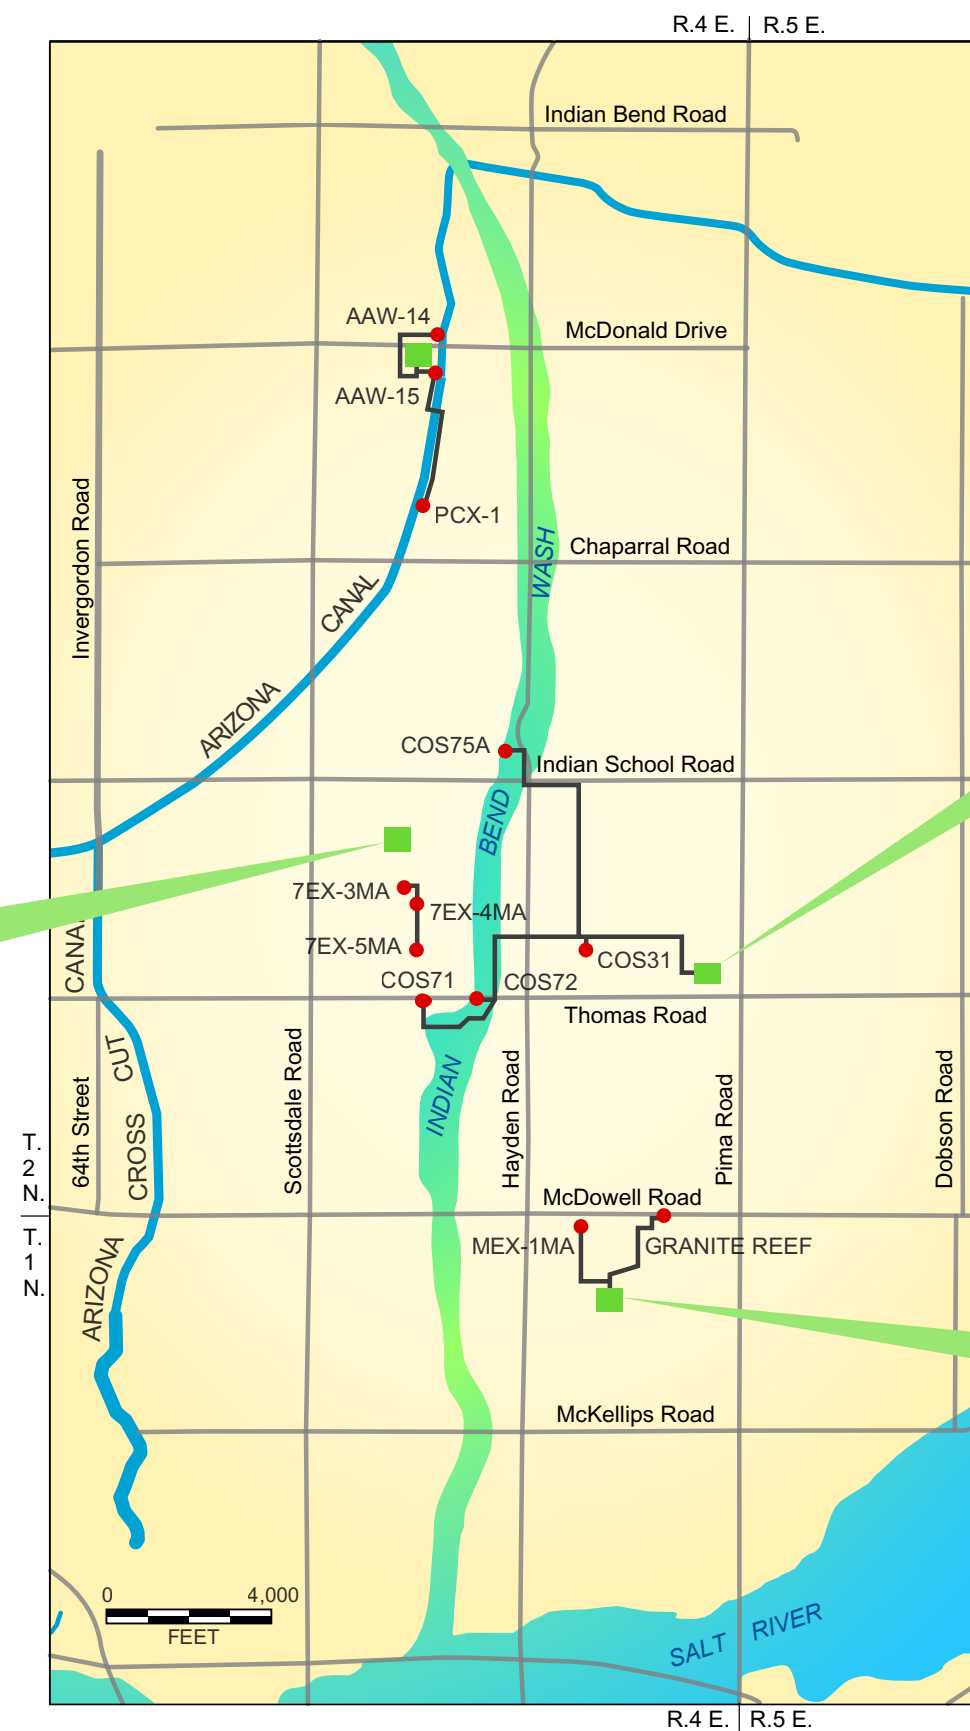 R.4 E. R.5 E.
Indian Bend Road
AAW-14
McDonald Drive
AAW-15
PCX-1
Invergordon Road
Chaparral Road
WASH
CANAL
ARIZONA
COS75A
Indian School Road
BEND
7EX-3MA
7EX-4MA
7EX-5MA
COS31
CANAL
COS71
COS72
Thomas Road
CUT
INDIAN
Scottsdale Road
Hayden Road
Pima Road
Dobson Road
64th Street
CROSS
T.
2
N.
T.
1
N.
McDowell Road
MEX-1MA
GRANITE REEF
ARIZONA
McKellips Road
0 4,000
FEET
SALT RIVER
R.4 E. R.5 E.